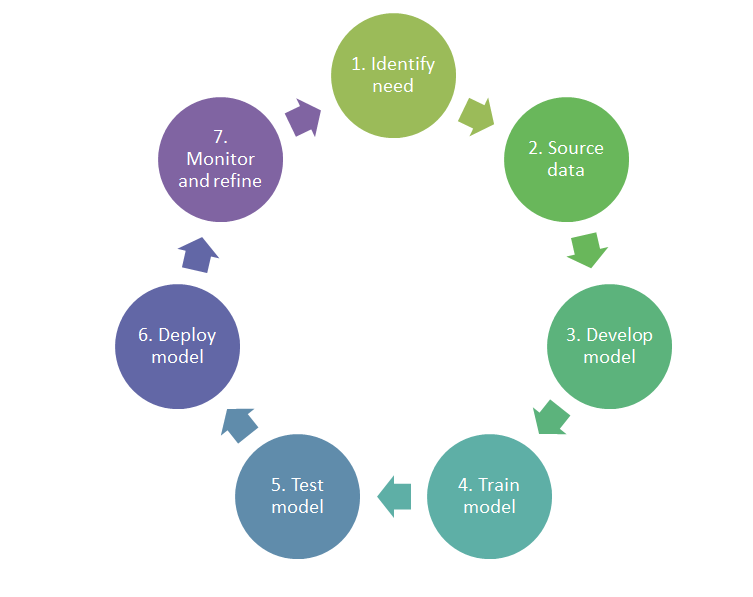 1. Identify
need
2. Source
data
3. Develop
model
4. Train
model
5. Test
model
6. Deploy
model
7.
Monitor
and refine